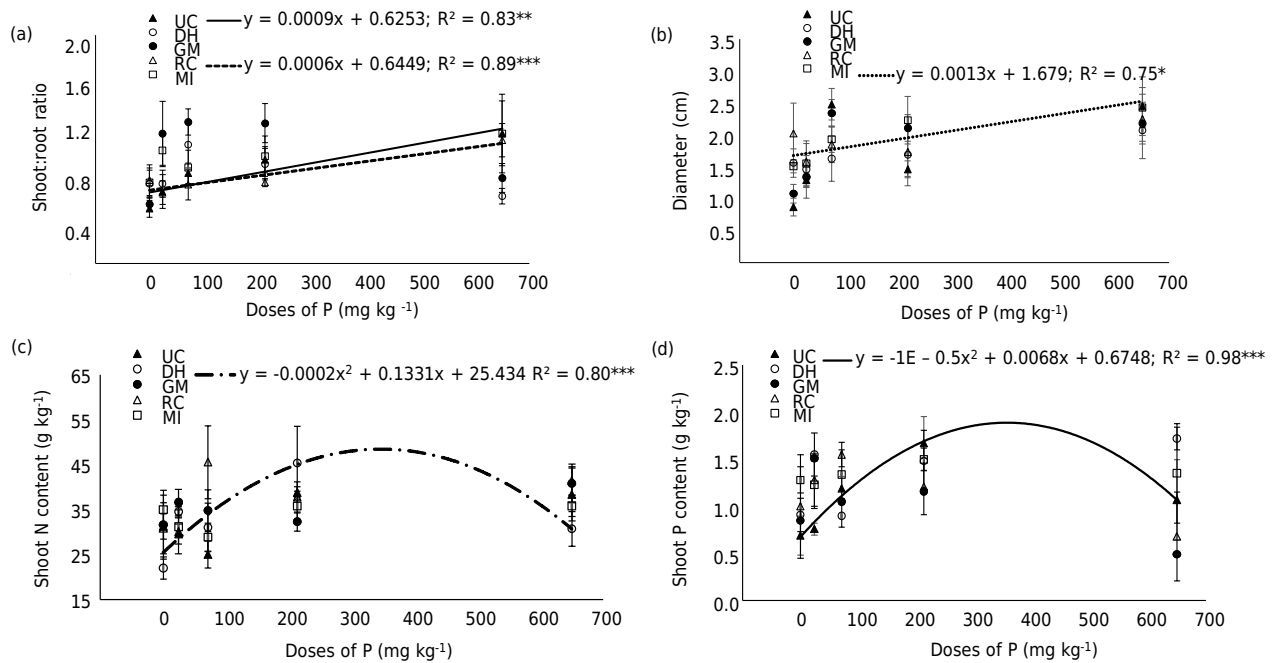 (a)
UC y = 0.0009x + 0.6253; R² = 0.83**
DH
GM
RC y = 0.0006x + 0.6449; R² = 0.89***
MI
2.0
1.6
1.2
0.8
0.4
Shoot:root ratio
0 100 200 300 400 500 600 700
Doses of P (mg kg -1)
(b)
UC
DH
GM
RC
MI y = 0.0013x + 1.679; R² = 0.75*
3.5
3.0
2.5
2.0
1.5
1.0
0.5
Diameter (cm)
0 100 200 300 400 500 600 700
Doses of P (mg kg-1)
(c)
UC
DH y = -0.0002x² + 0.1331x + 25.434 R² = 0.80***
GM
RC
MI
65
55
45
35
25
15
Shoot N content (g kg-1)
0 100 200 300 400 500 600 700
Doses of P (mg kg-1)
(d)
UC y = -1E – 0.5x² + 0.0068x + 0.6748; R² = 0.98***
DH
GM
RC
MI
2.5
2.0
1.5
1.0
0.5
0.0
Shoot P content (g kg-1)
0 100 200 300 400 500 600 700
Doses of P (mg kg-1)